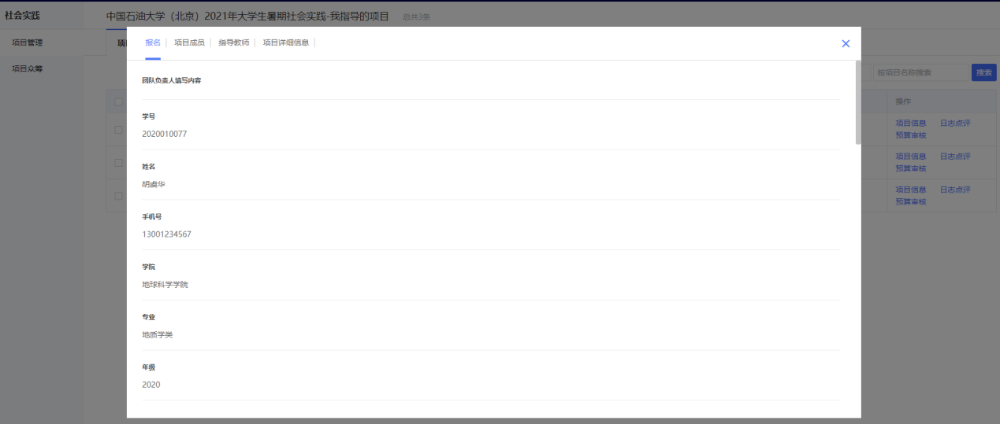 社会实践
中国石油大学（北京）2021年大学生暑期社会实践-我指导的项目 总共3条
项目管理
项目众筹
报名 项目成员 指导教师 项目详细信息
按项目名称搜索 搜索
团队负责人填写内容
学号
2020010077
姓名
胡虞华
手机号
13001234567
学院
地球科学学院
专业
地质学类
年级
2020
操作
项目信息 日志点评
预算审核
项目信息 日志点评
预算审核
项目信息 日志点评
预算审核